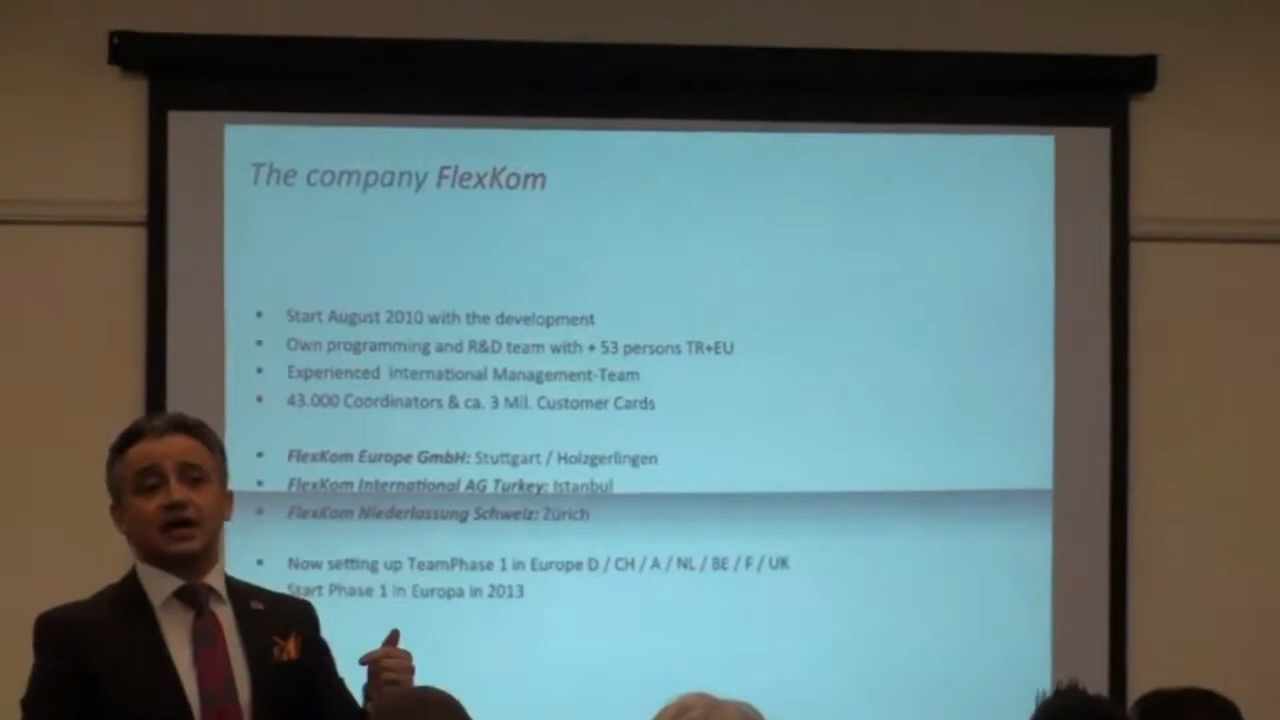 The company FlexKom
Start August 2010 with the development
Own programming and R&D team with + 53 persons TR+EU
Experienced International Management-Team
43.000 Coordinators & ca. 3 Mil. Customer Cards
FlexKom Europe GmbH: Stuttgart / Holzgerlingen
FlexKom International AG Turkey: Istanbul
FlexKom Niederlassung Schweiz: Zürich
Now setting up TeamPhase 1 in Europe D / CH / A / NL / BE / F / UK
Start Phase 1 in Europa in 2013